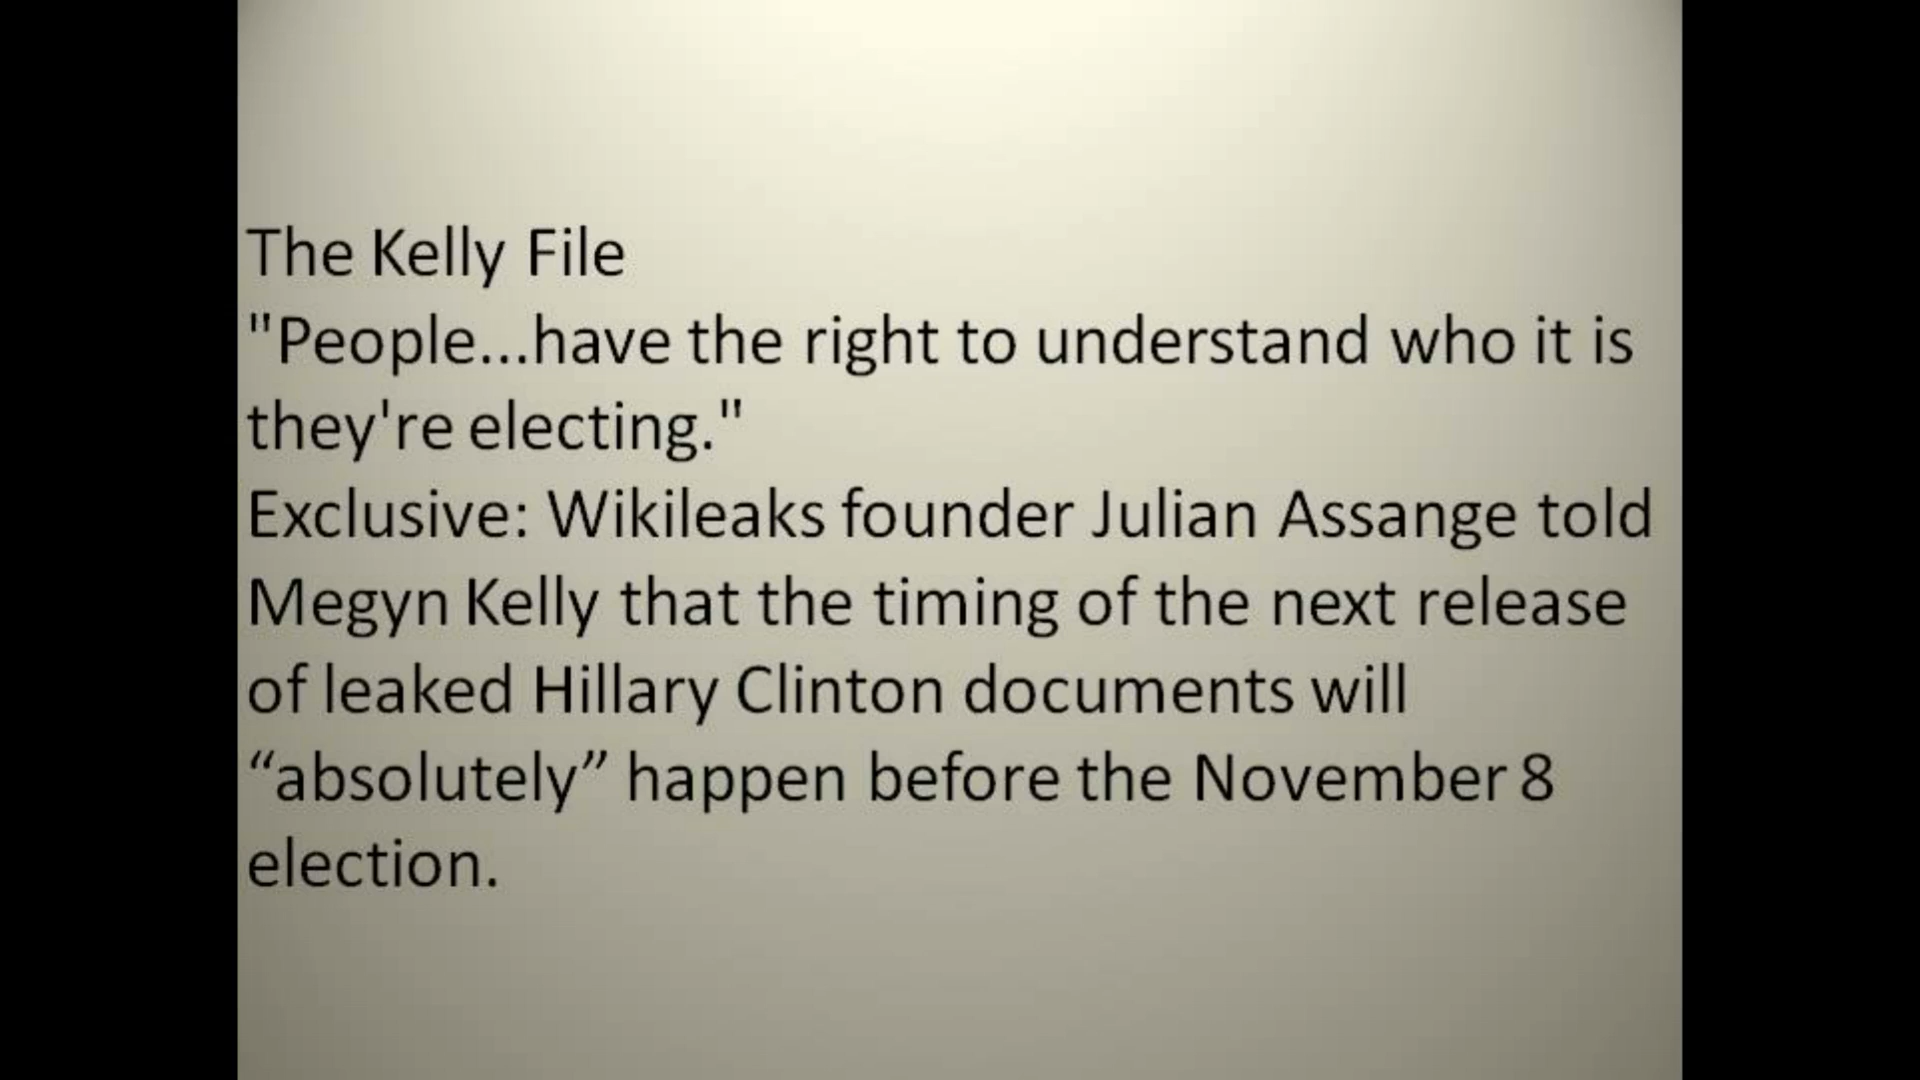 The Kelly File
"People...have the right to understand who it is
they're electing."
Exclusive: Wikileaks founder Julian Assange told
Megyn Kelly that the timing of the next release
of leaked Hillary Clinton documents will
“absolutely” happen before the November 8
election.